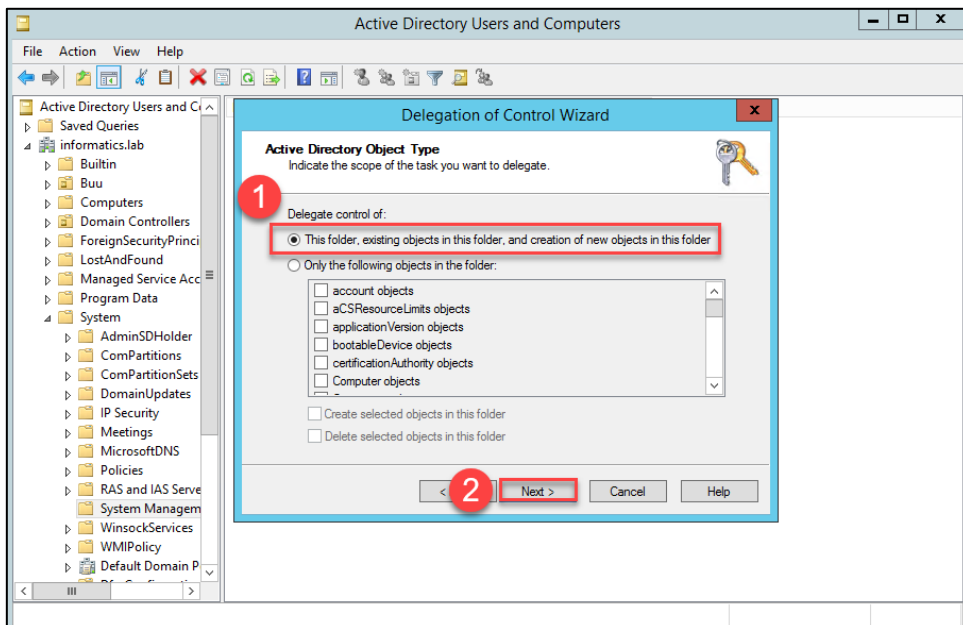 Active Directory Users and Computers
File Action View Help
Active Directory Users and Co
Saved Queries
informatics.lab
Builtin
Buu
Computers
Domain Controllers
ForeignSecurityPrinci
LostAndFound
Managed Service Acc
Program Data
System
AdminSDHolder
ComPartitions
ComPartitionSets
DomainUpdates
IP Security
Meetings
MicrosoftDNS
Policies
RAS and IAS Serve
System Managem
WinsockServices
WMIPolicy
Default Domain P
Delegation of Control Wizard
x
Active Directory Object Type
Indicate the scope of the task you want to delegate.
1
Delegate control of:
This folder, existing objects in this folder, and creation of new objects in this folder
Only the following objects in the folder:
account objects
aCSResourceLimits objects
applicationVersion objects
bootableDevice objects
certificationAuthority objects
Computer objects
Create selected objects in this folder
Delete selected objects in this folder
< 2 Next > Cancel Help